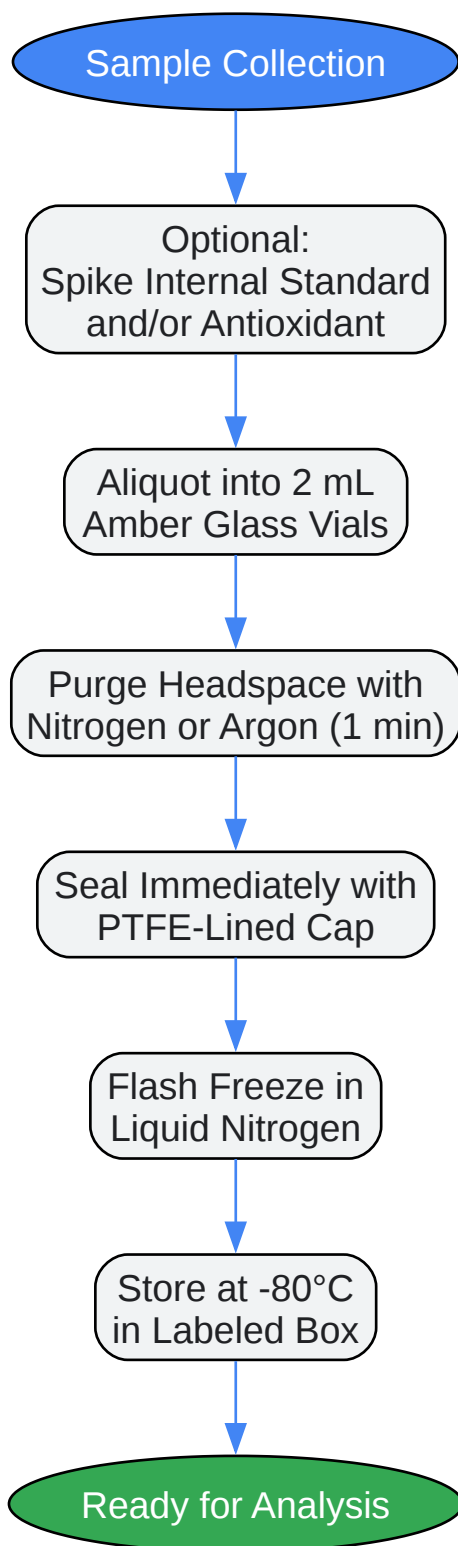 Sample Collection
Optional:
Spike Internal Standard
and/or Antioxidant
Aliquot into 2 mL
Amber Glass Vials
Purge Headspace with
Nitrogen or Argon (1 min)
Seal Immediately with
PTFE-Lined Cap
Flash Freeze in
Liquid Nitrogen
Store at -80°C
in Labeled Box
Ready for Analysis